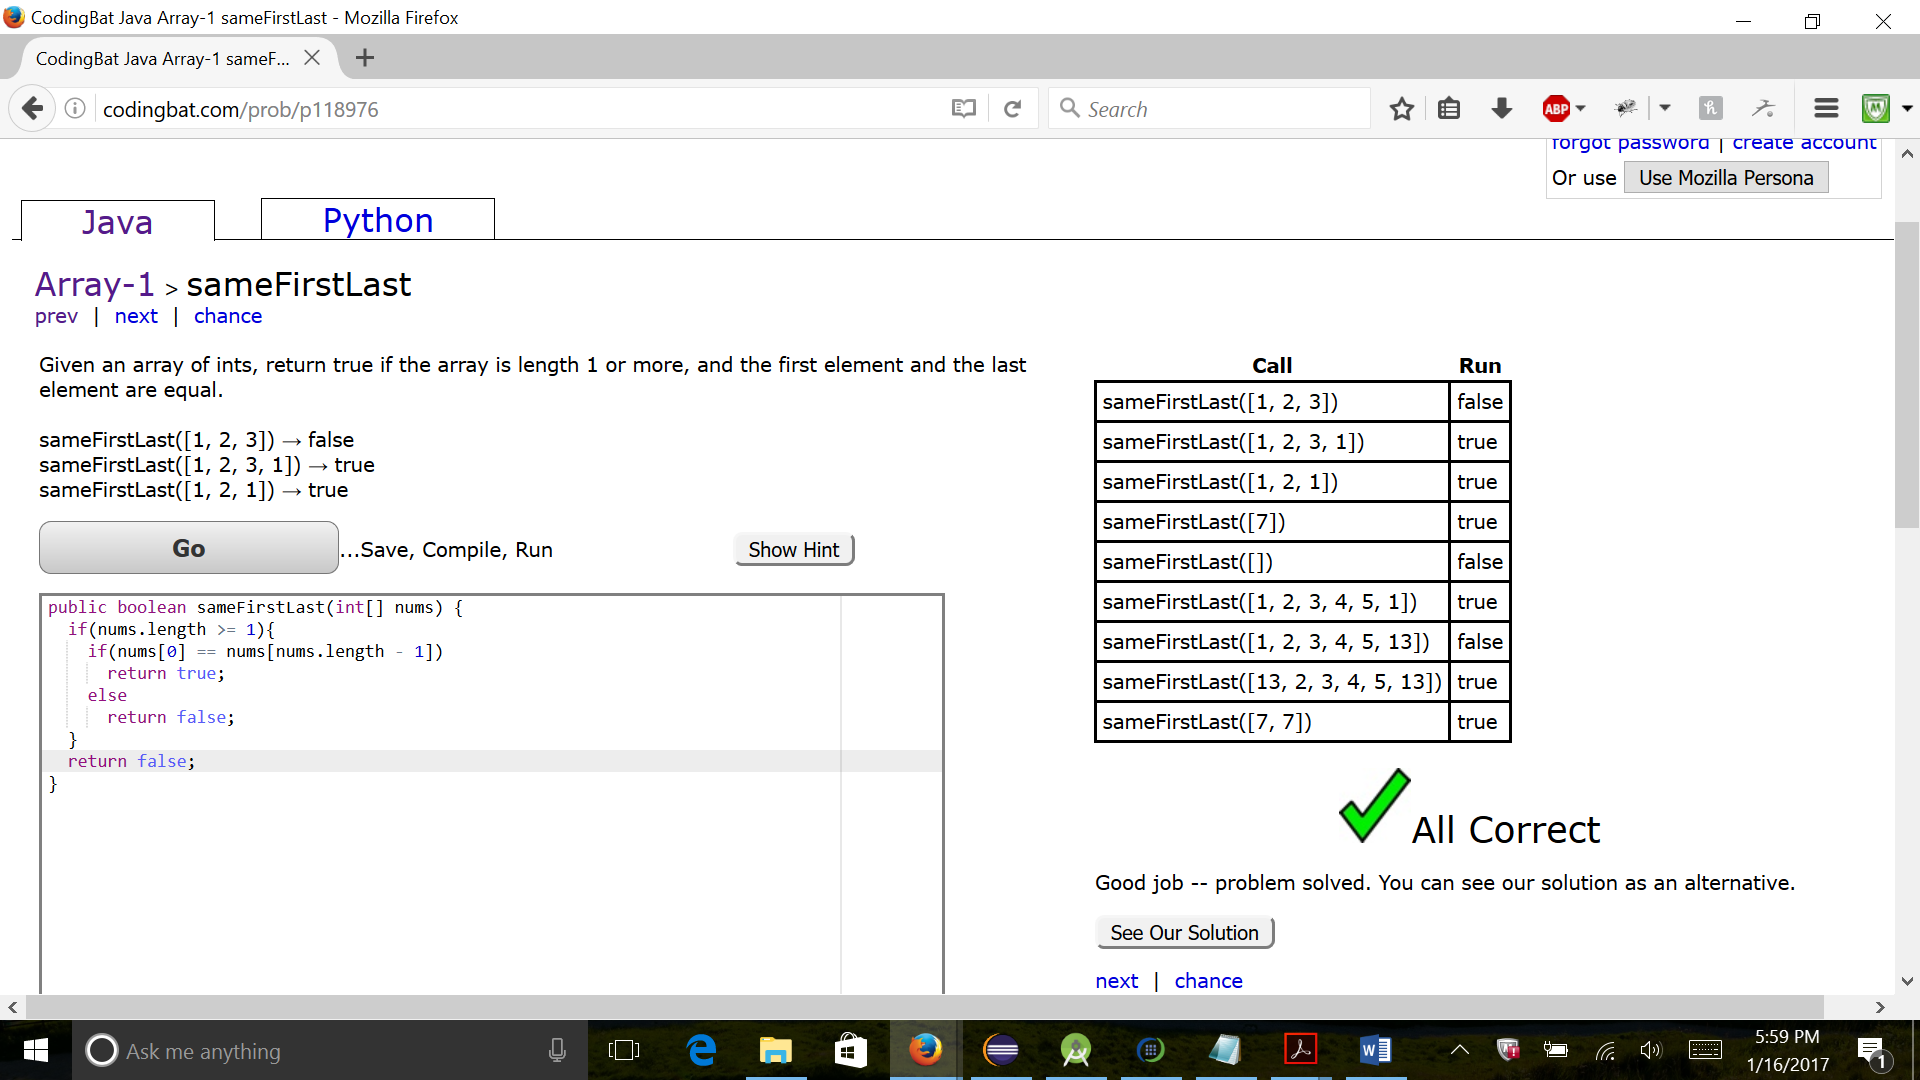 CodingBat Java Array-1 sameFirstLast - Mozilla Firefox
CodingBat Java Array-1 sameF...
codingbat.com/prob/p118976
Search
ABP
forgot password | create account
Or use Use Mozilla Persona
Java Python
Array-1 > sameFirstLast
prev | next | chance
Given an array of ints, return true if the array is length 1 or more, and the first element and the last
element are equal.
sameFirstLast([1, 2, 3]) → false
sameFirstLast([1, 2, 3, 1]) → true
sameFirstLast([1, 2, 1]) → true
Go ...Save, Compile, Run Show Hint
public boolean sameFirstLast(int[] nums) {
if(nums.length >= 1){
if(nums[0] == nums[nums.length - 1])
return true;
else
return false;
}
return false;
}
Call Run
sameFirstLast([1, 2, 3]) false
sameFirstLast([1, 2, 3, 1]) true
sameFirstLast([1, 2, 1]) true
sameFirstLast([7]) true
sameFirstLast([]) false
sameFirstLast([1, 2, 3, 4, 5, 1]) true
sameFirstLast([1, 2, 3, 4, 5, 13]) false
sameFirstLast([13, 2, 3, 4, 5, 13]) true
sameFirstLast([7, 7]) true
All Correct
Good job -- problem solved. You can see our solution as an alternative.
See Our Solution
next | chance
Ask me anything
5:59 PM
1/16/2017
1